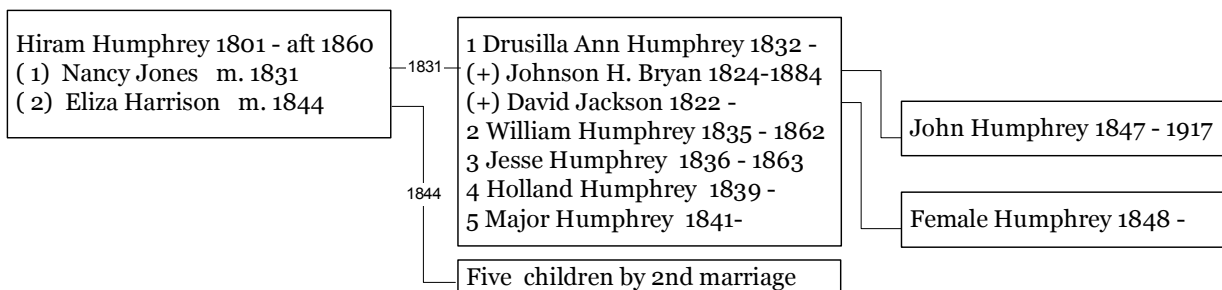 Hiram Humphrey 1801 - aft 1860
( 1) Nancy Jones m. 1831
( 2) Eliza Harrison m. 1844
1831
1844
1 Drusilla Ann Humphrey 1832 -
(+) Johnson H. Bryan 1824-1884
(+) David Jackson 1822 -
2 William Humphrey 1835 - 1862
3 Jesse Humphrey 1836 - 1863
4 Holland Humphrey 1839 -
5 Major Humphrey 1841-
Five children by 2nd marriage
John Humphrey 1847 - 1917
Female Humphrey 1848 -